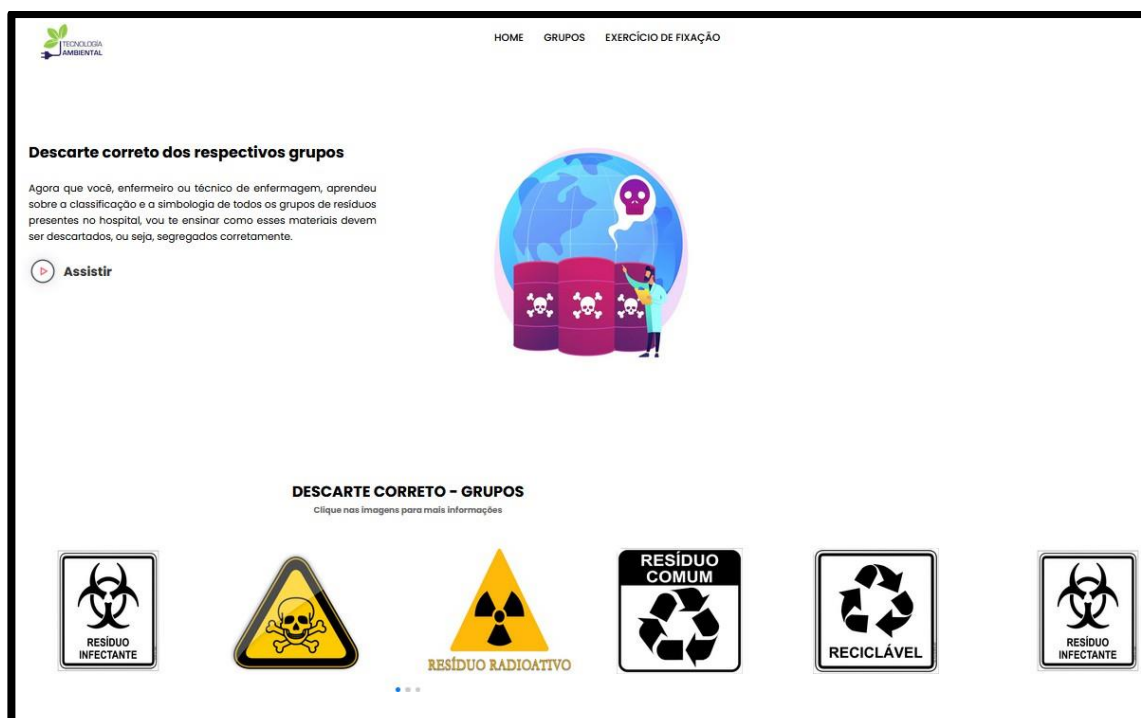 TECNOLOGIA
AMBIENTAL
HOME GRUPOS EXERCÍCIO DE FIXAÇÃO
Descarte correto dos respectivos grupos
Agora que você, enfermeiro ou técnico de enfermagem, aprendeu
sobre a classificação e a simbologia de todos os grupos de resíduos
presentes no hospital, vou te ensinar como esses materiais devem
ser descartados, ou seja, segregados corretamente.
Assistir
DESCARTE CORRETO - GRUPOS
Clique nas imagens para mais informações
RESÍDUO
INFECTANTE
RESÍDUO RADIOATIVO
RESÍDUO
COMUM
RECICLÁVEL
RESÍDUO
INFECTANTE